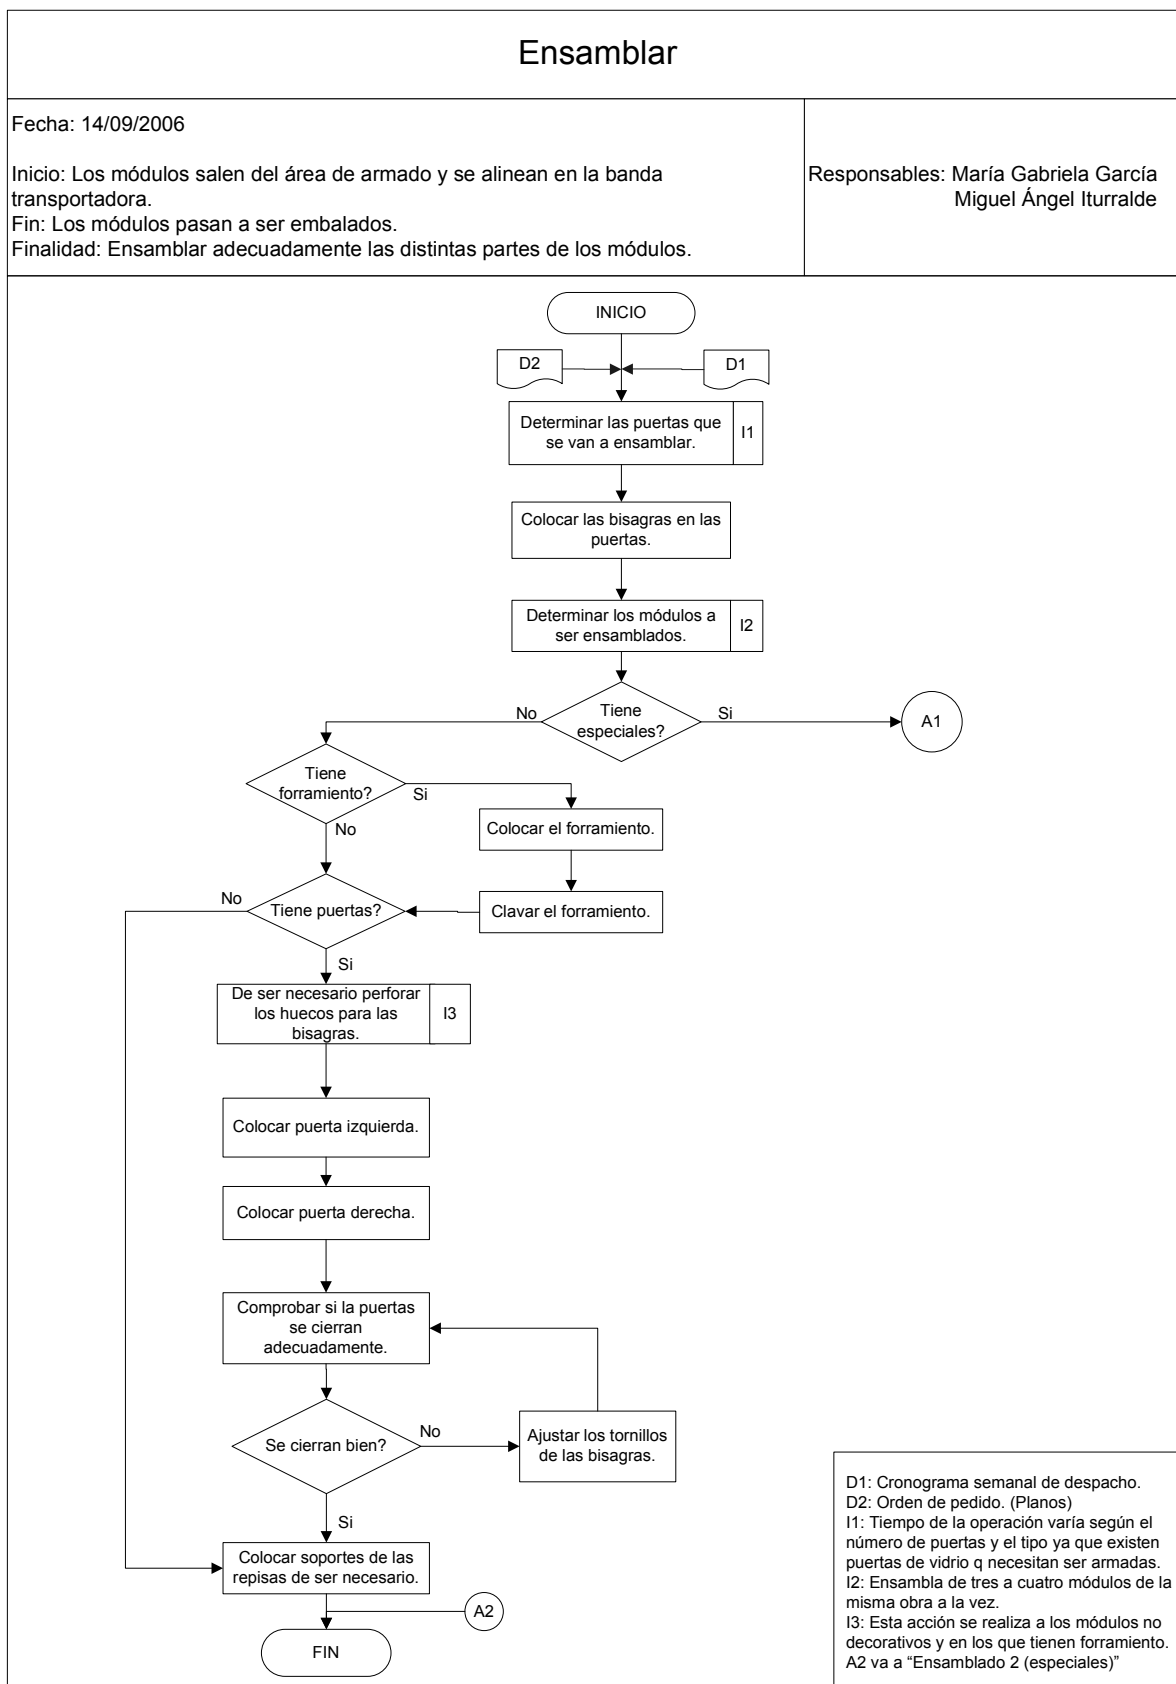 Ensamblar
Fecha: 14/09/2006
Inicio: Los módulos salen del área de armado y se alinean en la banda
transportadora.
Fin: Los módulos pasan a ser embalados.
Finalidad: Ensamblar adecuadamente las distintas partes de los módulos.
Responsables: María Gabriela García
Miguel Ángel Iturralde
INICIO
D2
D1
Determinar las puertas que
se van a ensamblar.
I1
Colocar las bisagras en las
puertas.
Determinar los módulos a
ser ensamblados.
I2
Tiene
especiales?
No
Si
A1
Tiene
forramiento?
Si
No
Colocar el forramiento.
Clavar el forramiento.
Tiene puertas?
No
Si
De ser necesario perforar
los huecos para las
bisagras.
I3
Colocar puerta izquierda.
Colocar puerta derecha.
Comprobar si la puertas
se cierran
adecuadamente.
Se cierran bien?
No
Ajustar los tornillos
de las bisagras.
Si
Colocar soportes de las
repisas de ser necesario.
A2
FIN
D1: Cronograma semanal de despacho.
D2: Orden de pedido. (Planos)
I1: Tiempo de la operación varía según el
número de puertas y el tipo ya que existen
puertas de vidrio q necesitan ser armadas.
I2: Ensambla de tres a cuatro módulos de la
misma obra a la vez.
I3: Esta acción se realiza a los módulos no
decorativos y en los que tienen forramiento.
A2 va a “Ensamblado 2 (especiales)”